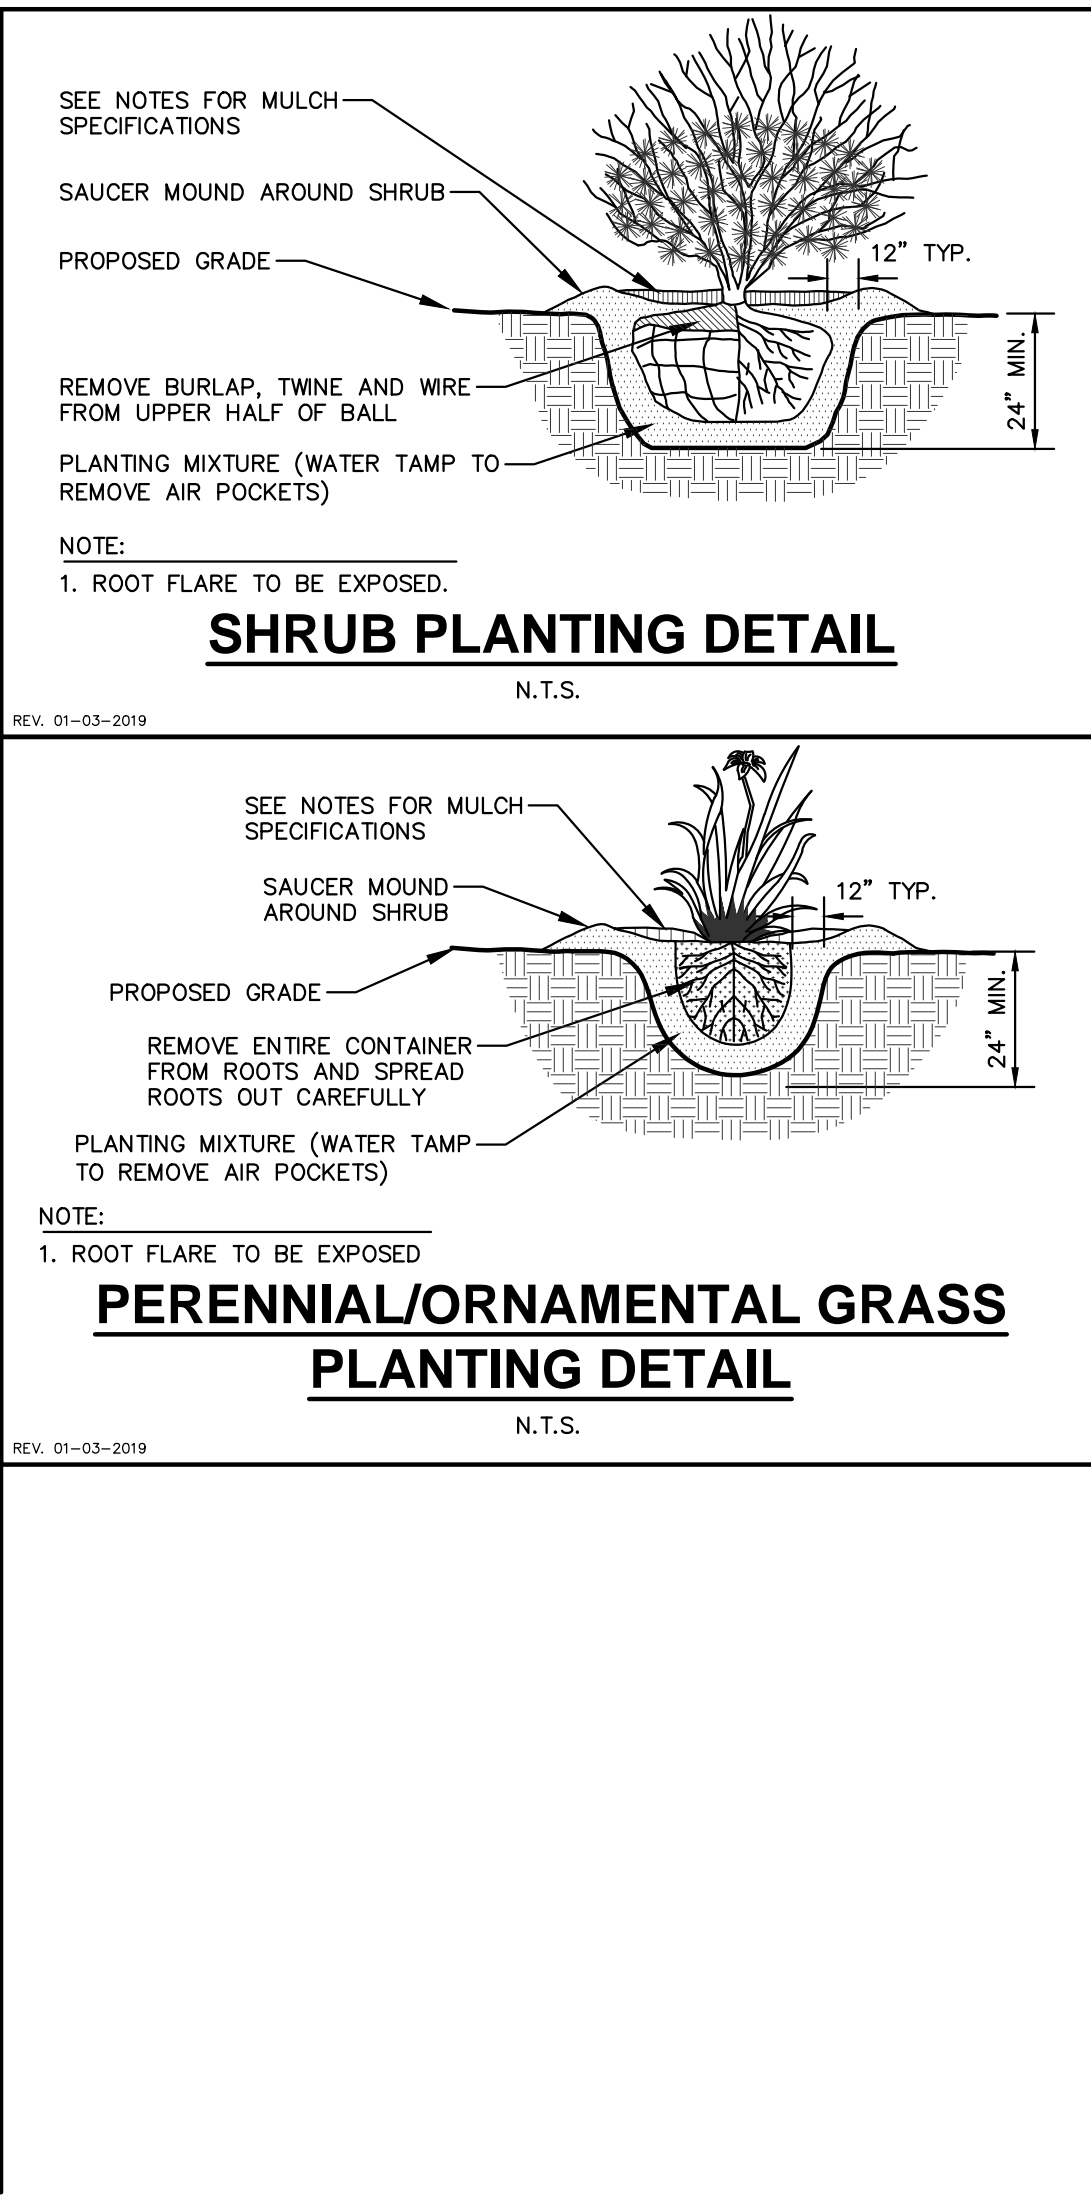 SEE NOTES FOR MULCH
SPECIFICATIONS
SAUCER MOUND AROUND SHRUB
PROPOSED GRADE
12" TYP.
24" MIN.
REMOVE BURLAP, TWINE AND WIRE
FROM UPPER HALF OF BALL
PLANTING MIXTURE (WATER TAMP TO
REMOVE AIR POCKETS)
NOTE:
1. ROOT FLARE TO BE EXPOSED.
SHRUB PLANTING DETAIL
N.T.S.
REV. 01-03-2019
SEE NOTES FOR MULCH
SPECIFICATIONS
SAUCER MOUND
AROUND SHRUB
12" TYP.
PROPOSED GRADE
24" MIN.
REMOVE ENTIRE CONTAINER
FROM ROOTS AND SPREAD
ROOTS OUT CAREFULLY
PLANTING MIXTURE (WATER TAMP
TO REMOVE AIR POCKETS)
NOTE:
1. ROOT FLARE TO BE EXPOSED
PERENNIAL/ORNAMENTAL GRASS
PLANTING DETAIL
N.T.S.
REV. 01-03-2019